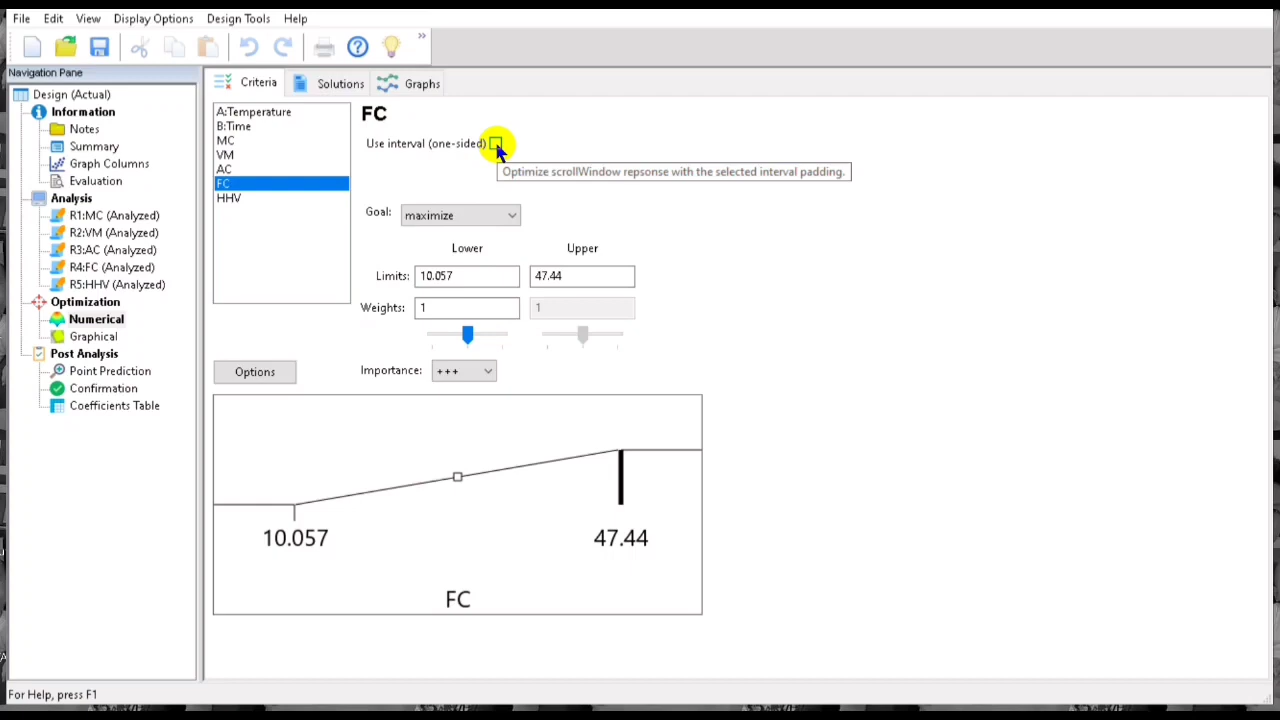 File Edit View Display Options Design Tools Help
»
Navigation Pane
Design (Actual)
Information
Notes
Summary
Graph Columns
Evaluation
Analysis
R1:MC (Analyzed)
R2:VM (Analyzed)
R3:AC (Analyzed)
R4:FC (Analyzed)
R5:HHV (Analyzed)
Optimization
Numerical
Graphical
Post Analysis
Point Prediction
Confirmation
Coefficients Table
Criteria Solutions Graphs
A:Temperature
B:Time
MC
VM
AC
FC
HHV
FC
Use interval (one-sided)
Optimize scrollWindow repsonse with the selected interval padding.
Goal: maximize
Lower Upper
Limits: 10.057 47.44
Weights: 1 1
Options
Importance: +++
10.057 47.44
FC
For Help, press F1